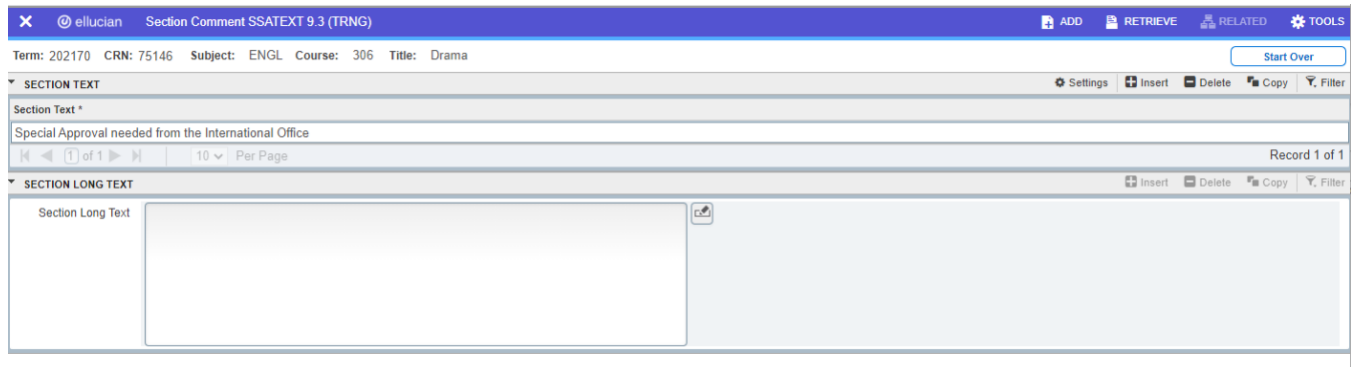 ellucian Section Comment SSATEXT 9.3 (TRNG) ADD RETRIEVE RELATED TOOLS
Term: 202170 CRN: 75146 Subject: ENGL Course: 306 Title: Drama Start Over
SECTION TEXT Settings Insert Delete Copy Filter
Section Text *
Special Approval needed from the International Office
1 of 1 10 Per Page Record 1 of 1
SECTION LONG TEXT Insert Delete Copy Filter
Section Long Text